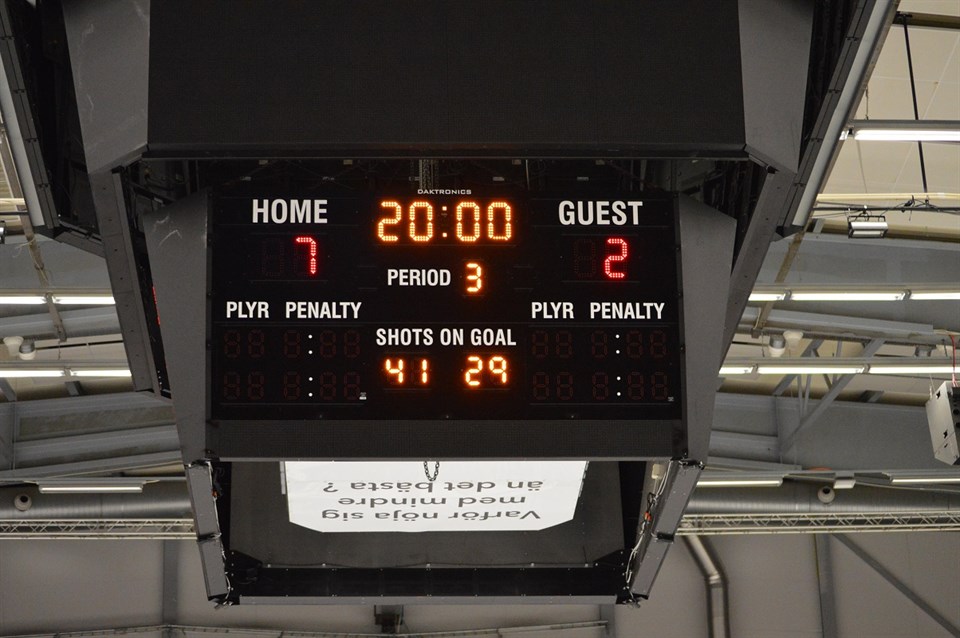 DAKTRONICS
HOME 20:00 GUEST
7 2
PERIOD 3
PLYR PENALTY PLYR PENALTY
SHOTS ON GOAL
41 29
Varför nöja sig
med mindre
än det bästa ?